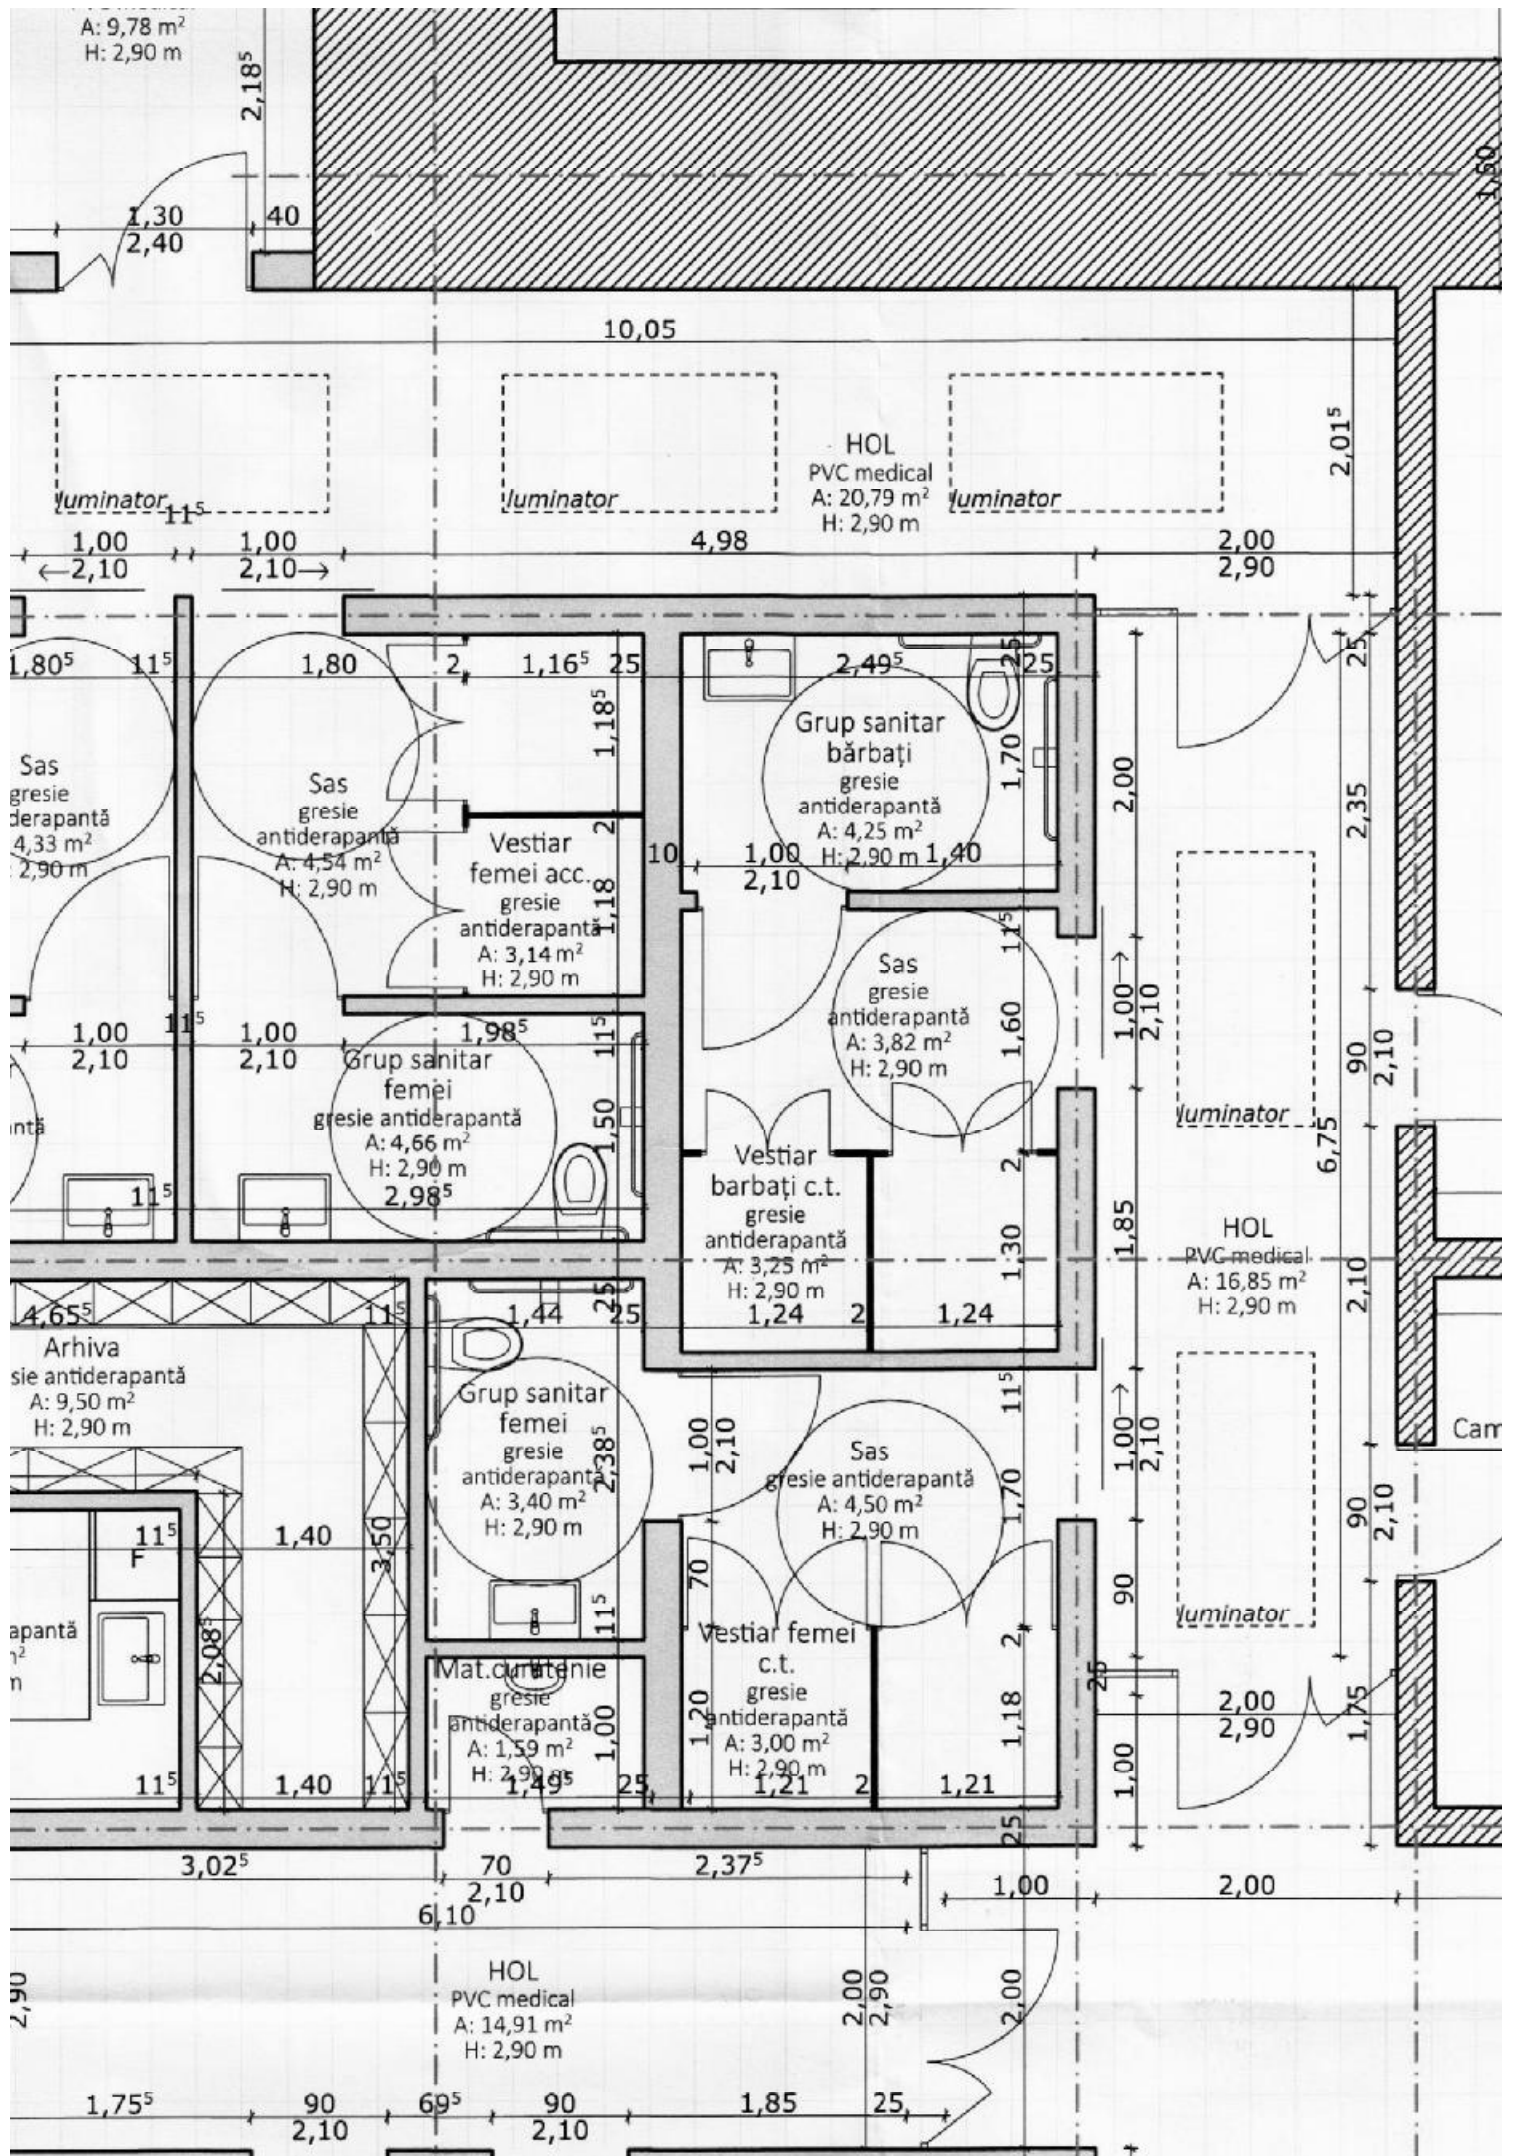 A: 9,78 m²
H: 2,90 m
2,18⁵
1,50
1,30
2,40
40
10,05
2,01⁵
HOL
PVC medical
A: 20,79 m²
H: 2,90 m
luminator
luminator
luminator
11⁵
1,00
←2,10
1,00
2,10→
4,98
2,00
2,90
1,80⁵
11⁵
1,80
2
1,16⁵
25
2,49⁵
25
25
25
1,18⁵
Grup sanitar
bărbați
gresie
antiderapantă
A: 4,25 m²
H: 2,90 m
1,70
2,00
2,35
Sas
gresie
derapantă
4,33 m²
2,90 m
Sas
gresie
antiderapantă
A: 4,54 m²
H: 2,90 m
2
Vestiar
femei acc.
gresie
antiderapantă
A: 3,14 m²
H: 2,90 m
1,18
10
1,00
2,10
1,40
11⁵
Sas
gresie
antiderapantă
A: 3,82 m²
H: 2,90 m
1,60
1,00→
2,10
90
2,10
1,00
2,10
11⁵
1,00
2,10
1,98⁵
11⁵
Grup sanitar
femei
gresie antiderapantă
A: 4,66 m²
H: 2,90 m
2,98⁵
1,50
ntă
11⁵
luminator
6,75
Vestiar
barbați c.t.
gresie
antiderapantă
A: 3,25 m²
H: 2,90 m
2
1,30
1,85
HOL
PVC medical
A: 16,85 m²
H: 2,90 m
2,10
4,65⁵
11⁵
1,44
25
25
1,24
2
1,24
Arhiva
sie antiderapantă
A: 9,50 m²
H: 2,90 m
Grup sanitar
femei
gresie
antiderapantă
A: 3,40 m²
H: 2,90 m
2,38⁵
1,00
2,10
11⁵
Sas
gresie antiderapantă
A: 4,50 m²
H: 2,90 m
1,70
1,00→
2,10
Cam
90
2,10
11⁵
F
1,40
3,50
70
90
11⁵
luminator
apantă
m
2,08⁵
Mat.curatenie
gresie
antiderapantă
A: 1,59 m²
H: 2,90 m
1,00
Vestiar femei
c.t.
gresie
antiderapantă
A: 3,00 m²
H: 2,90 m
1,20
2
1,18
25
2,00
2,90
1,75
1,00
11⁵
1,40
11⁵
1,49⁵
25
1,21
2
1,21
25
3,02⁵
70
2,10
2,37⁵
1,00
2,00
6,10
HOL
PVC medical
A: 14,91 m²
H: 2,90 m
2,90
2,00
2,90
2,00
1,75⁵
90
2,10
69⁵
90
2,10
1,85
25